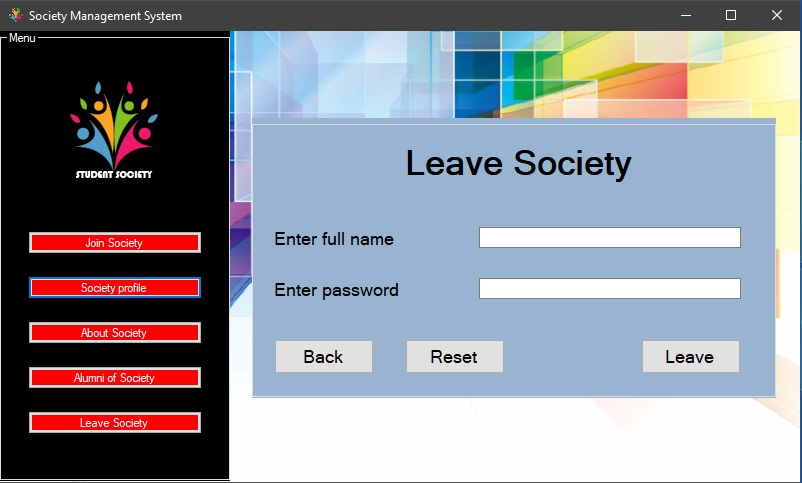 Society Management System
Menu
STUDENT SOCIETY
Join Society
Society profile
About Society
Alumni of Society
Leave Society
Leave Society
Enter full name
Enter password
Back
Reset
Leave